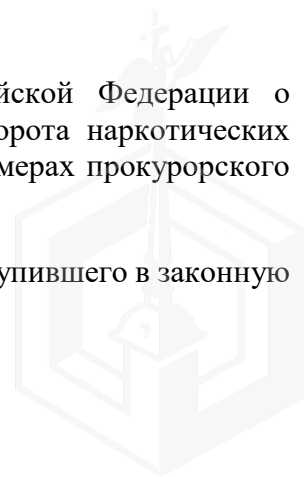 йской Федерации о
орота наркотических
мерах прокурорского
упившего в законную